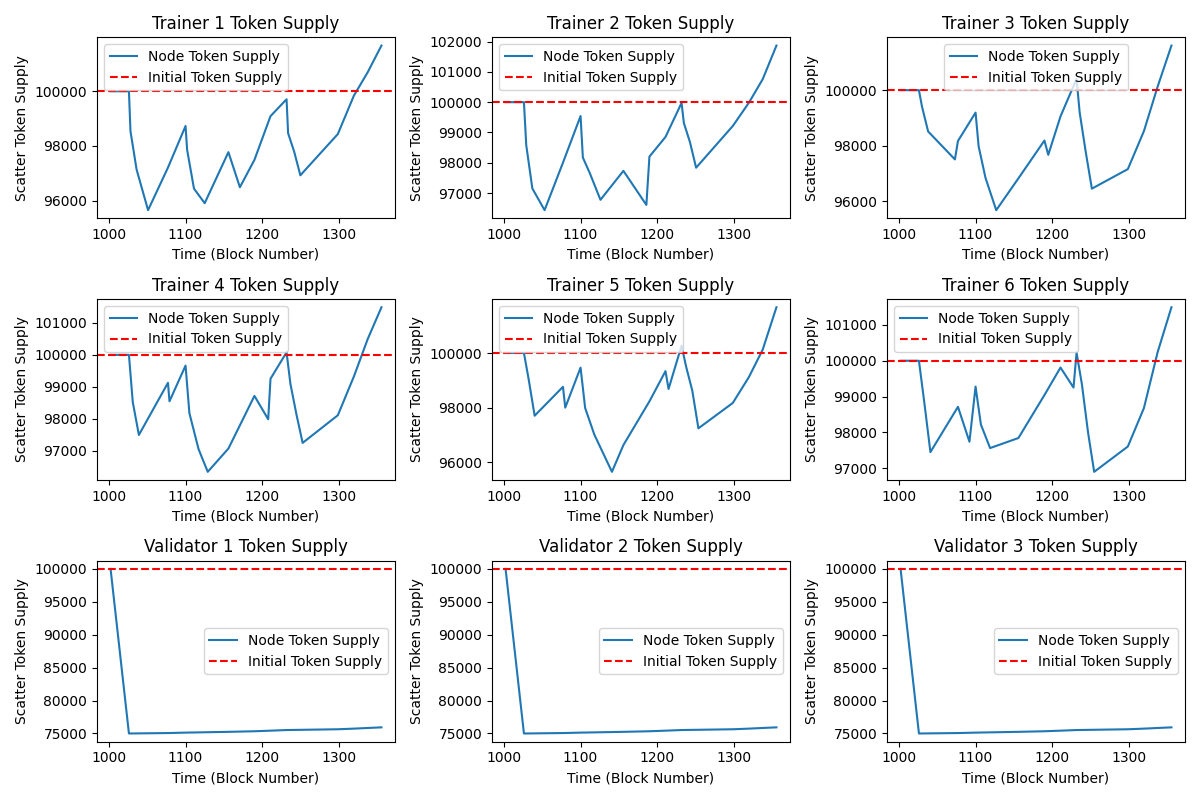 Trainer 1 Token Supply
Scatter Token Supply
Node Token Supply
Initial Token Supply
100000
98000
96000
1000 1100 1200 1300
Time (Block Number)
Trainer 2 Token Supply
Scatter Token Supply
Node Token Supply
Initial Token Supply
102000
101000
100000
99000
98000
97000
1000 1100 1200 1300
Time (Block Number)
Trainer 3 Token Supply
Scatter Token Supply
Node Token Supply
Initial Token Supply
100000
98000
96000
1000 1100 1200 1300
Time (Block Number)
Trainer 4 Token Supply
Scatter Token Supply
Node Token Supply
Initial Token Supply
101000
100000
99000
98000
97000
1000 1100 1200 1300
Time (Block Number)
Trainer 5 Token Supply
Scatter Token Supply
Node Token Supply
Initial Token Supply
100000
98000
96000
1000 1100 1200 1300
Time (Block Number)
Trainer 6 Token Supply
Scatter Token Supply
Node Token Supply
Initial Token Supply
101000
100000
99000
98000
97000
1000 1100 1200 1300
Time (Block Number)
Validator 1 Token Supply
Scatter Token Supply
Node Token Supply
Initial Token Supply
100000
95000
90000
85000
80000
75000
1000 1100 1200 1300
Time (Block Number)
Validator 2 Token Supply
Scatter Token Supply
Node Token Supply
Initial Token Supply
100000
95000
90000
85000
80000
75000
1000 1100 1200 1300
Time (Block Number)
Validator 3 Token Supply
Scatter Token Supply
Node Token Supply
Initial Token Supply
100000
95000
90000
85000
80000
75000
1000 1100 1200 1300
Time (Block Number)